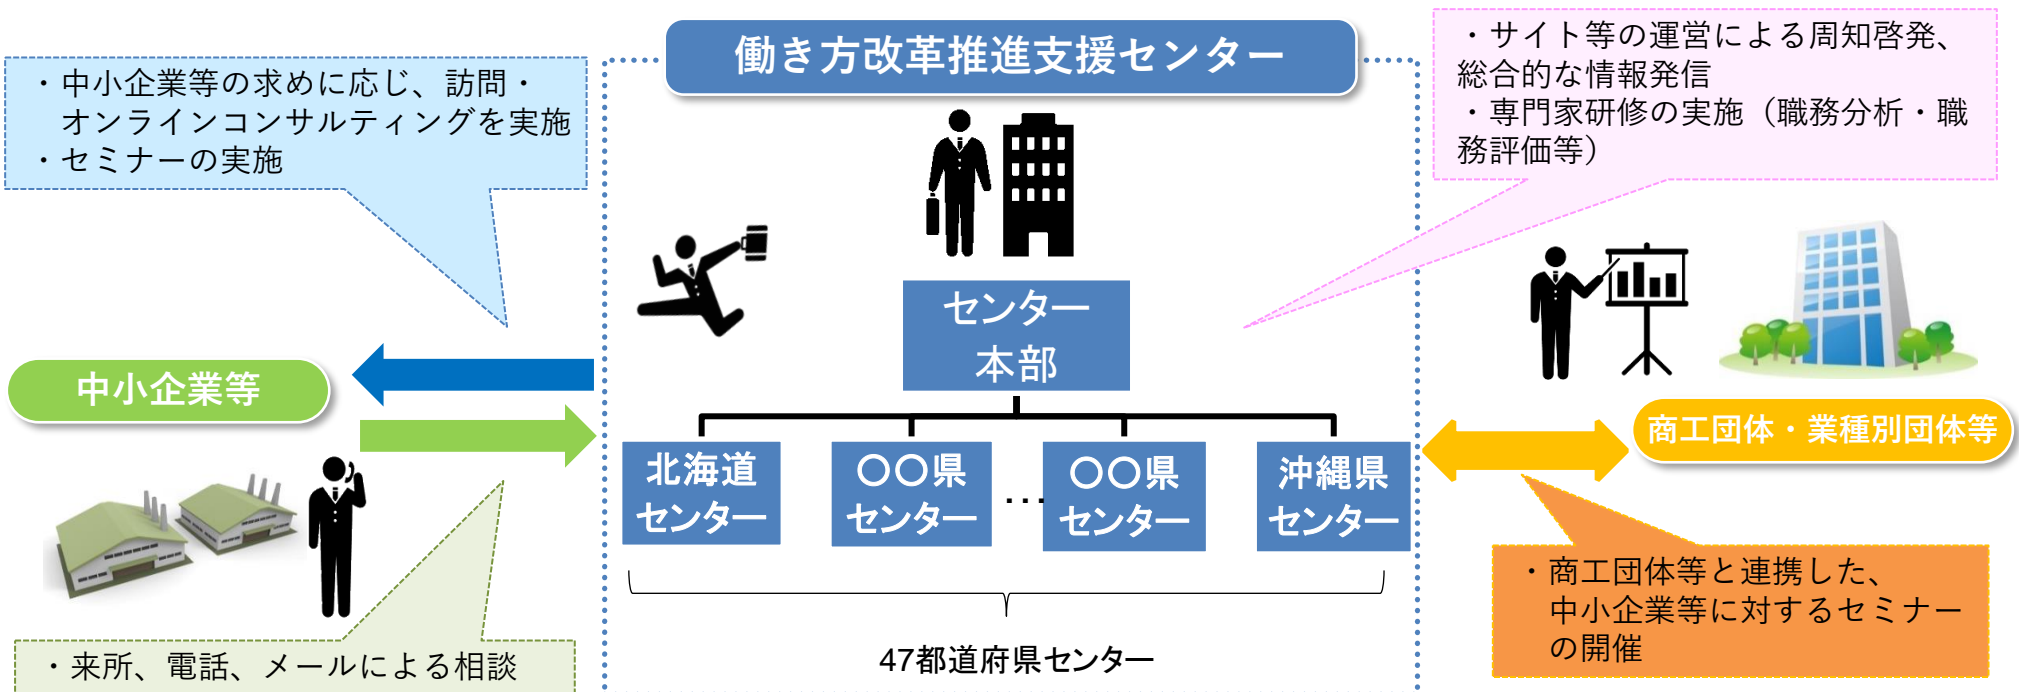 働き方改革推進支援センター
・中小企業等の求めに応じ、訪問・
オンラインコンサルティングを実施
・セミナーの実施
・サイト等の運営による周知啓発、
総合的な情報発信
・専門家研修の実施（職務分析・職
務評価等）
センター
本部
中小企業等
商工団体・業種別団体等
北海道
センター
〇〇県
センター
…
〇〇県
センター
沖縄県
センター
47都道府県センター
・来所、電話、メールによる相談
・商工団体等と連携した、
中小企業等に対するセミナー
の開催